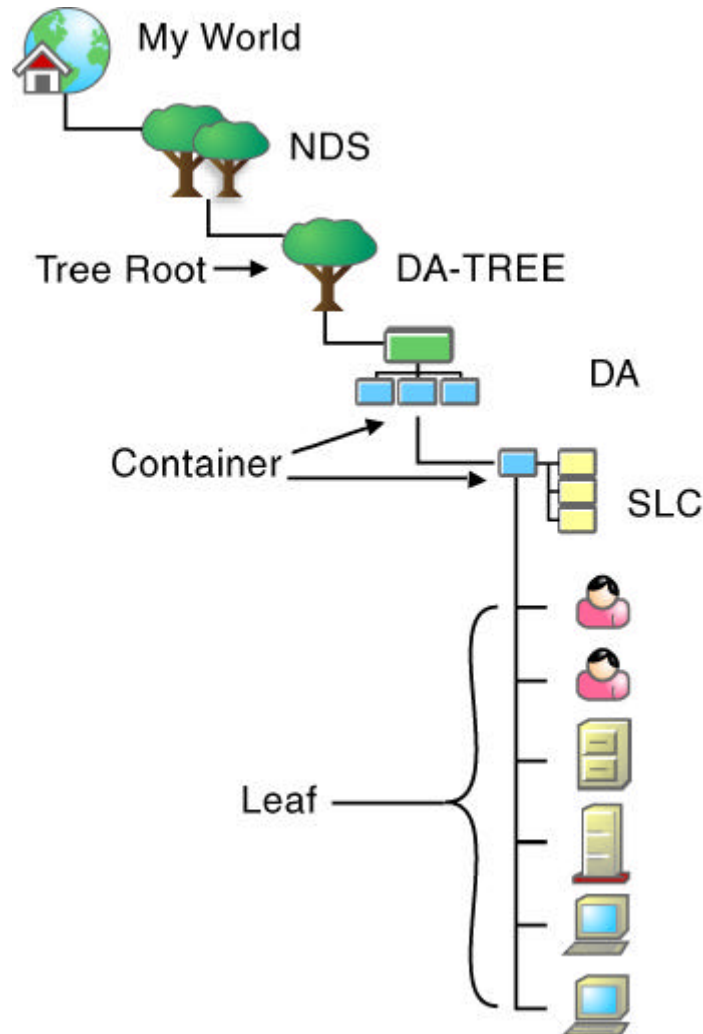 My World
NDS
Tree Root
DA-TREE
DA
Container
SLC
Leaf